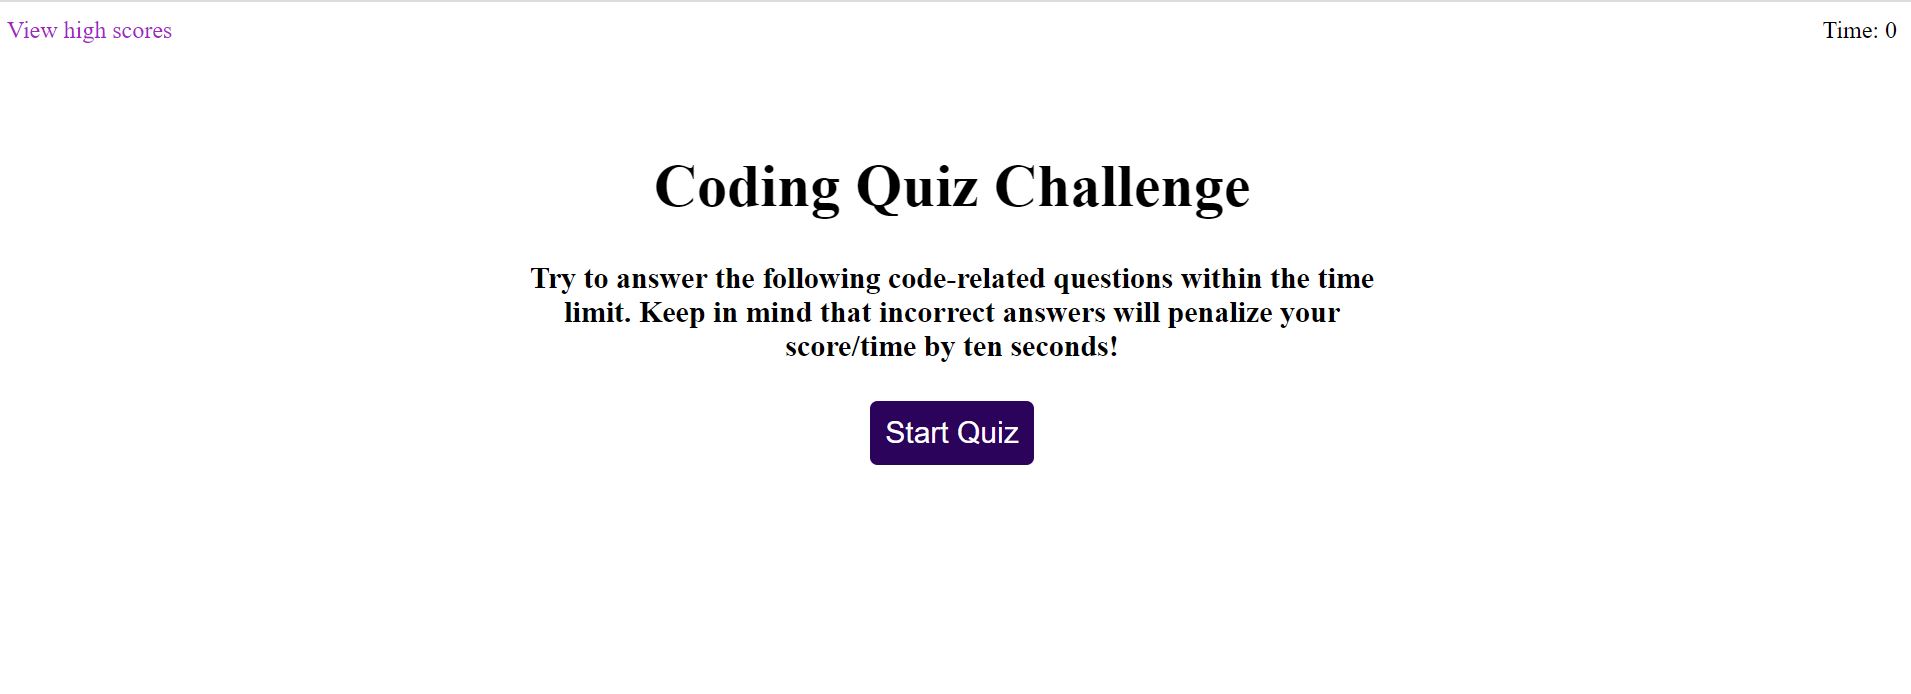 View high scores
Time: 0
Coding Quiz Challenge
Try to answer the following code-related questions within the time
limit. Keep in mind that incorrect answers will penalize your
score/time by ten seconds!
Start Quiz